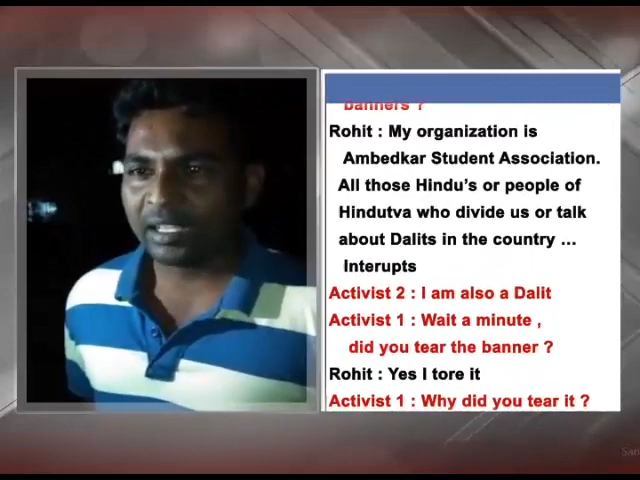 banners ?
Rohit : My organization is
Ambedkar Student Association.
All those Hindu's or people of
Hindutva who divide us or talk
about Dalits in the country ...
Interupts
Activist 2 : I am also a Dalit
Activist 1 : Wait a minute ,
did you tear the banner ?
Rohit : Yes I tore it
Activist 1 : Why did you tear it ?